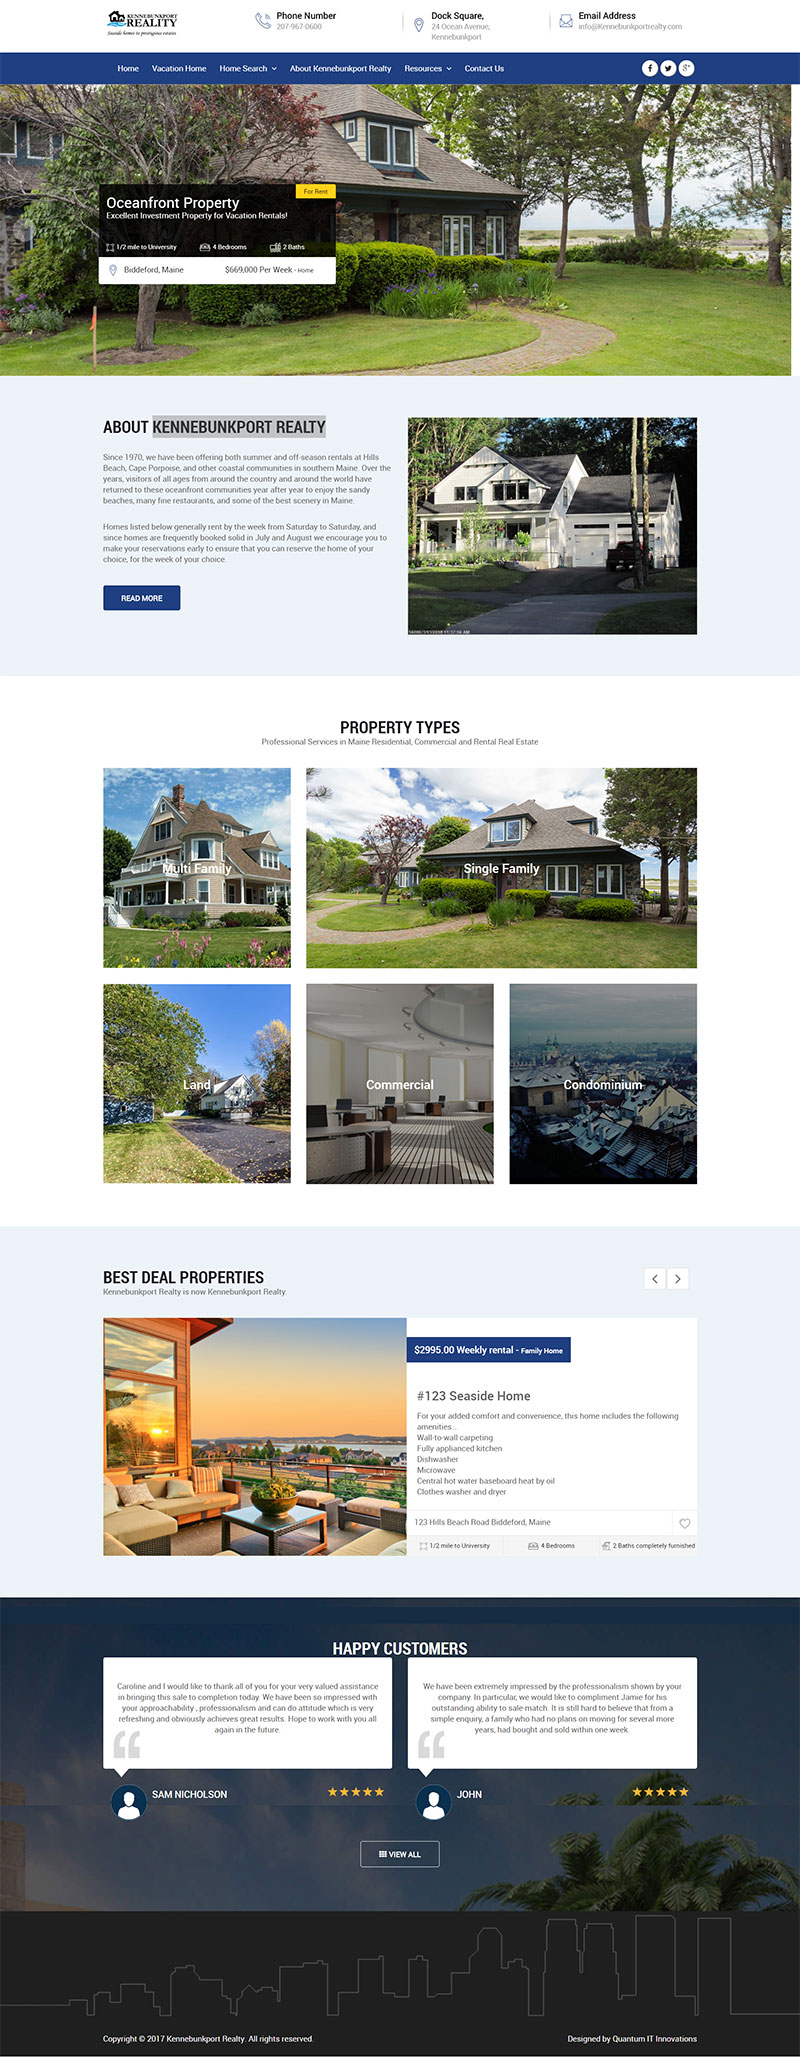 KENNEBUNKPORT
REALITY
Seaside homes to prestigious estates
Phone Number
207-967-0600
Dock Square,
24 Ocean Avenue,
Kennebunkport
Email Address
info@Kennebunkportrealty.com
Home Vacation Home Home Search About Kennebunkport Realty Resources Contact Us
For Rent
Oceanfront Property
Excellent Investment Property for Vacation Rentals!
1/2 mile to University 4 Bedrooms 2 Baths
Biddeford, Maine $669,000 Per Week - Home
ABOUT KENNEBUNKPORT REALTY
Since 1970, we have been offering both summer and off-season rentals at Hills
Beach, Cape Porpoise, and other coastal communities in southern Maine. Over the
years, visitors of all ages from around the country and around the world have
returned to these oceanfront communities year after year to enjoy the sandy
beaches, many fine restaurants, and some of the best scenery in Maine.
Homes listed below generally rent by the week from Saturday to Saturday, and
since homes are frequently booked solid in July and August we encourage you to
make your reservations early to ensure that you can reserve the home of your
choice, for the week of your choice.
READ MORE
PROPERTY TYPES
Professional Services in Maine Residential, Commercial and Rental Real Estate
Multi Family
Single Family
Land
Commercial
Condominium
BEST DEAL PROPERTIES
Kennebunkport Realty is now Kennebunkport Realty.
$2995.00 Weekly rental - Family Home
#123 Seaside Home
For your added comfort and convenience, this home includes the following
amenities...
Wall-to-wall carpeting
Fully applianced kitchen
Dishwasher
Microwave
Central hot water baseboard heat by oil
Clothes washer and dryer
123 Hills Beach Road Biddeford, Maine
1/2 mile to University 4 Bedrooms 2 Baths completely furnished
HAPPY CUSTOMERS
Caroline and I would like to thank all of you for your very valued assistance
in bringing this sale to completion today. We have been so impressed with
your approachability , professionalism and can do attitude which is very
refreshing and obviously achieves great results. Hope to work with you all
again in the future.
SAM NICHOLSON
We have been extremely impressed by the professionalism shown by your
company. In particular, we would like to compliment Jamie for his
outstanding ability to sale-match. It is still hard to believe that from a
simple enquiry, a family who had no plans on moving for several more
years, had bought and sold within one week.
JOHN
VIEW ALL
Copyright © 2017 Kennebunkport Realty. All rights reserved.
Designed by Quantum IT Innovations